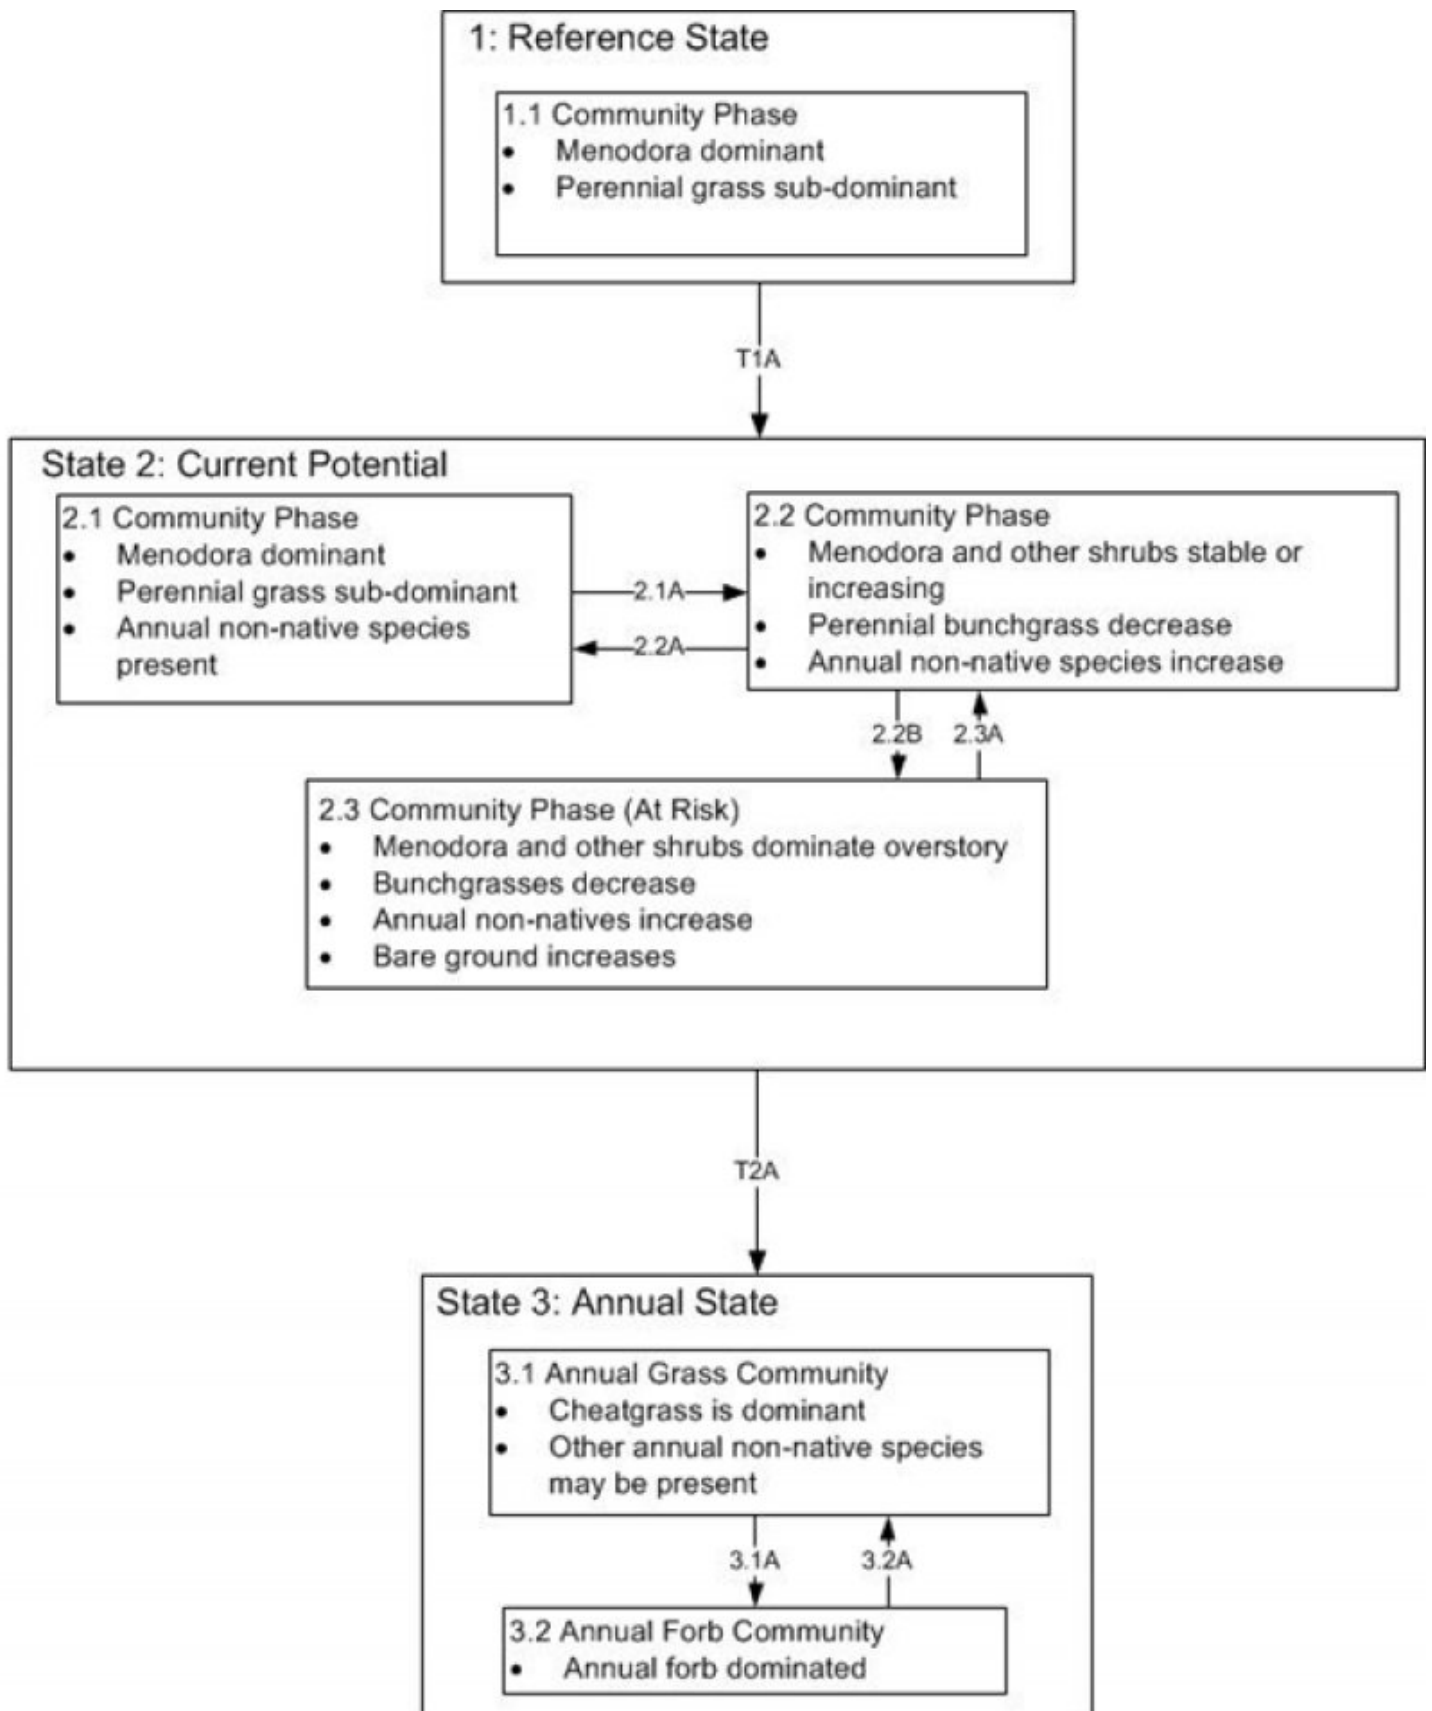 1: Reference State
1.1 Community Phase
• Menodora dominant
• Perennial grass sub-dominant
T1A
State 2: Current Potential
2.1 Community Phase
• Menodora dominant
• Perennial grass sub-dominant
• Annual non-native species
present
2.1A
2.2A
2.2 Community Phase
• Menodora and other shrubs stable or
increasing
• Perennial bunchgrass decrease
• Annual non-native species increase
2.2B
2.3A
2.3 Community Phase (At Risk)
• Menodora and other shrubs dominate overstory
• Bunchgrasses decrease
• Annual non-natives increase
• Bare ground increases
T2A
State 3: Annual State
3.1 Annual Grass Community
• Cheatgrass is dominant
• Other annual non-native species
may be present
3.1A
3.2A
3.2 Annual Forb Community
• Annual forb dominated